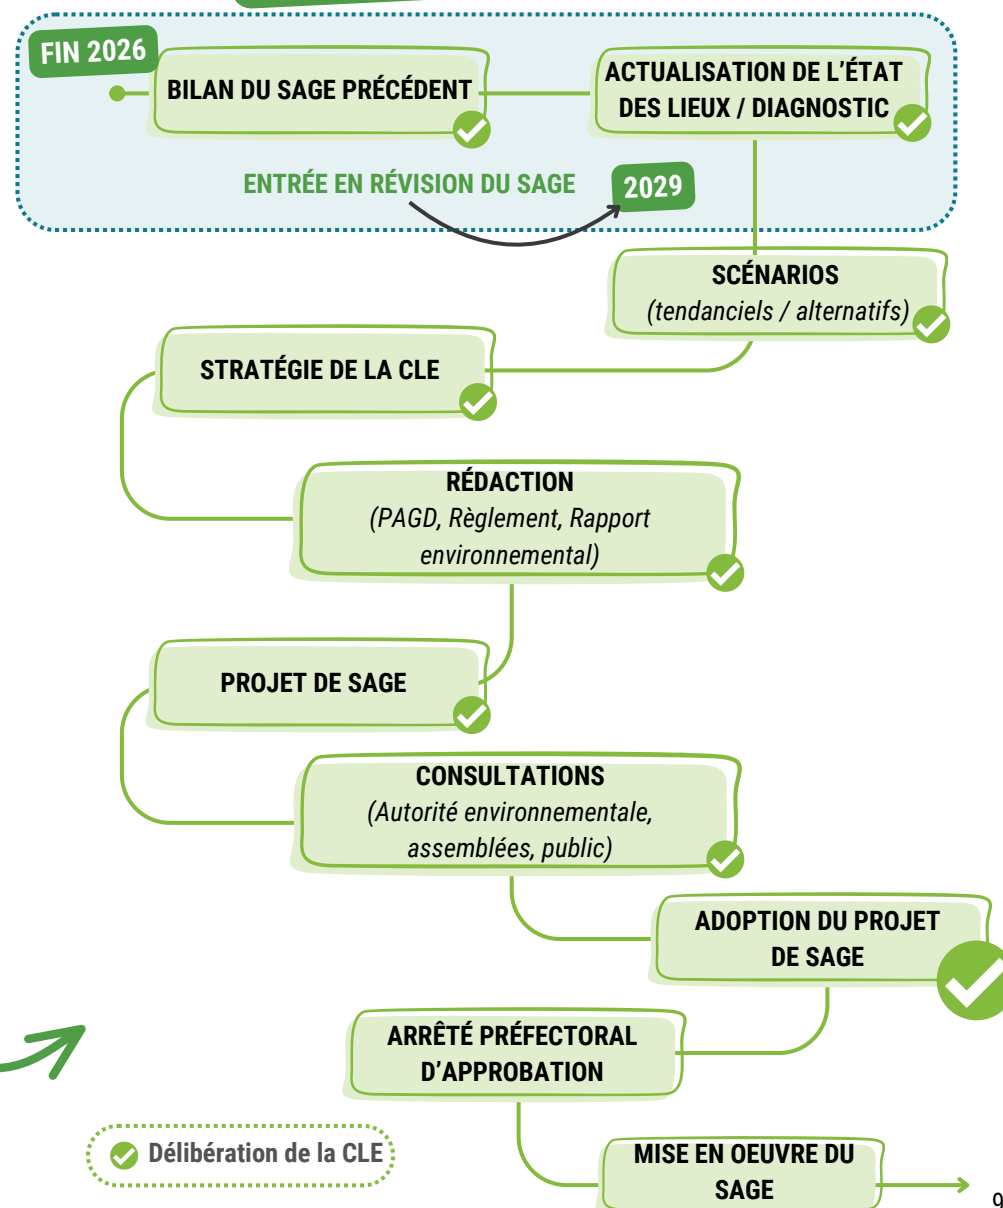 FIN 2026
BILAN DU SAGE PRÉCÉDENT
ACTUALISATION DE L'ÉTAT
DES LIEUX / DIAGNOSTIC
ENTRÉE EN RÉVISION DU SAGE
2029
SCÉNARIOS
(tendanciels / alternatifs)
STRATÉGIE DE LA CLE
RÉDACTION
(PAGD, Règlement, Rapport
environnemental)
PROJET DE SAGE
CONSULTATIONS
(Autorité environnementale,
assemblées, public)
ADOPTION DU PROJET
DE SAGE
ARRÊTÉ PRÉFECTORAL
D'APPROBATION
Délibération de la CLE
MISE EN OEUVRE DU
SAGE
9